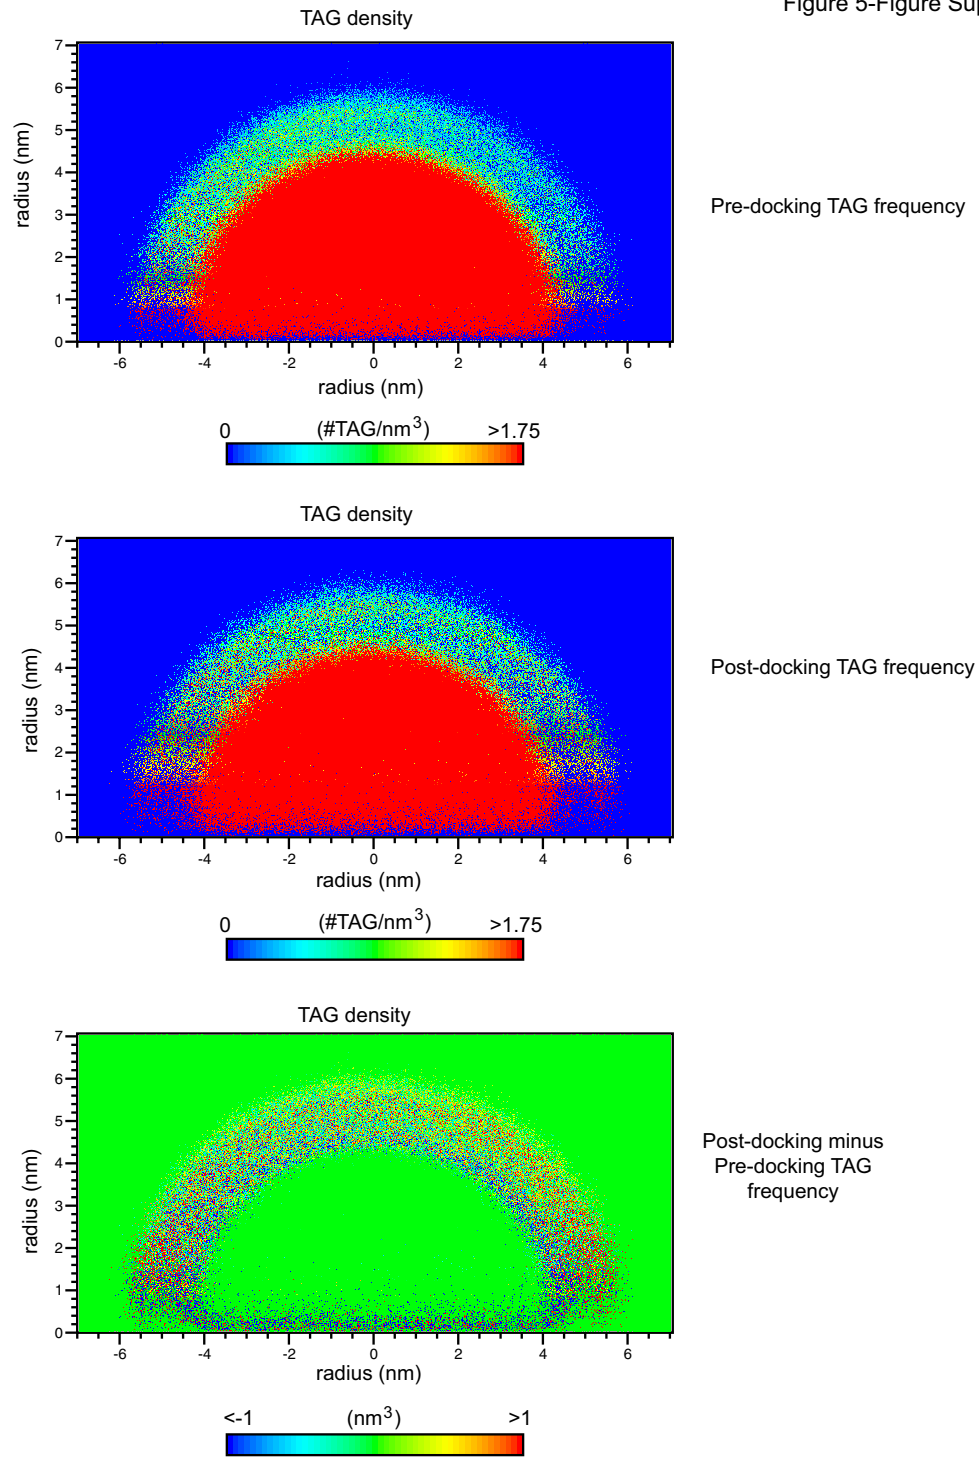 Figure 5-Figure Sup
TAG density
7
6
5
4
3
2
1
0
radius (nm)
-6 -4 -2 0 2 4 6
radius (nm)
Pre-docking TAG frequency
0 (#TAG/nm3) >1.75
TAG density
7
6
5
4
3
2
1
0
radius (nm)
-6 -4 -2 0 2 4 6
radius (nm)
Post-docking TAG frequency
0 (#TAG/nm3) >1.75
TAG density
7
6
5
4
3
2
1
0
radius (nm)
-6 -4 -2 0 2 4 6
radius (nm)
Post-docking minus
Pre-docking TAG
frequency
<-1 (nm3) >1